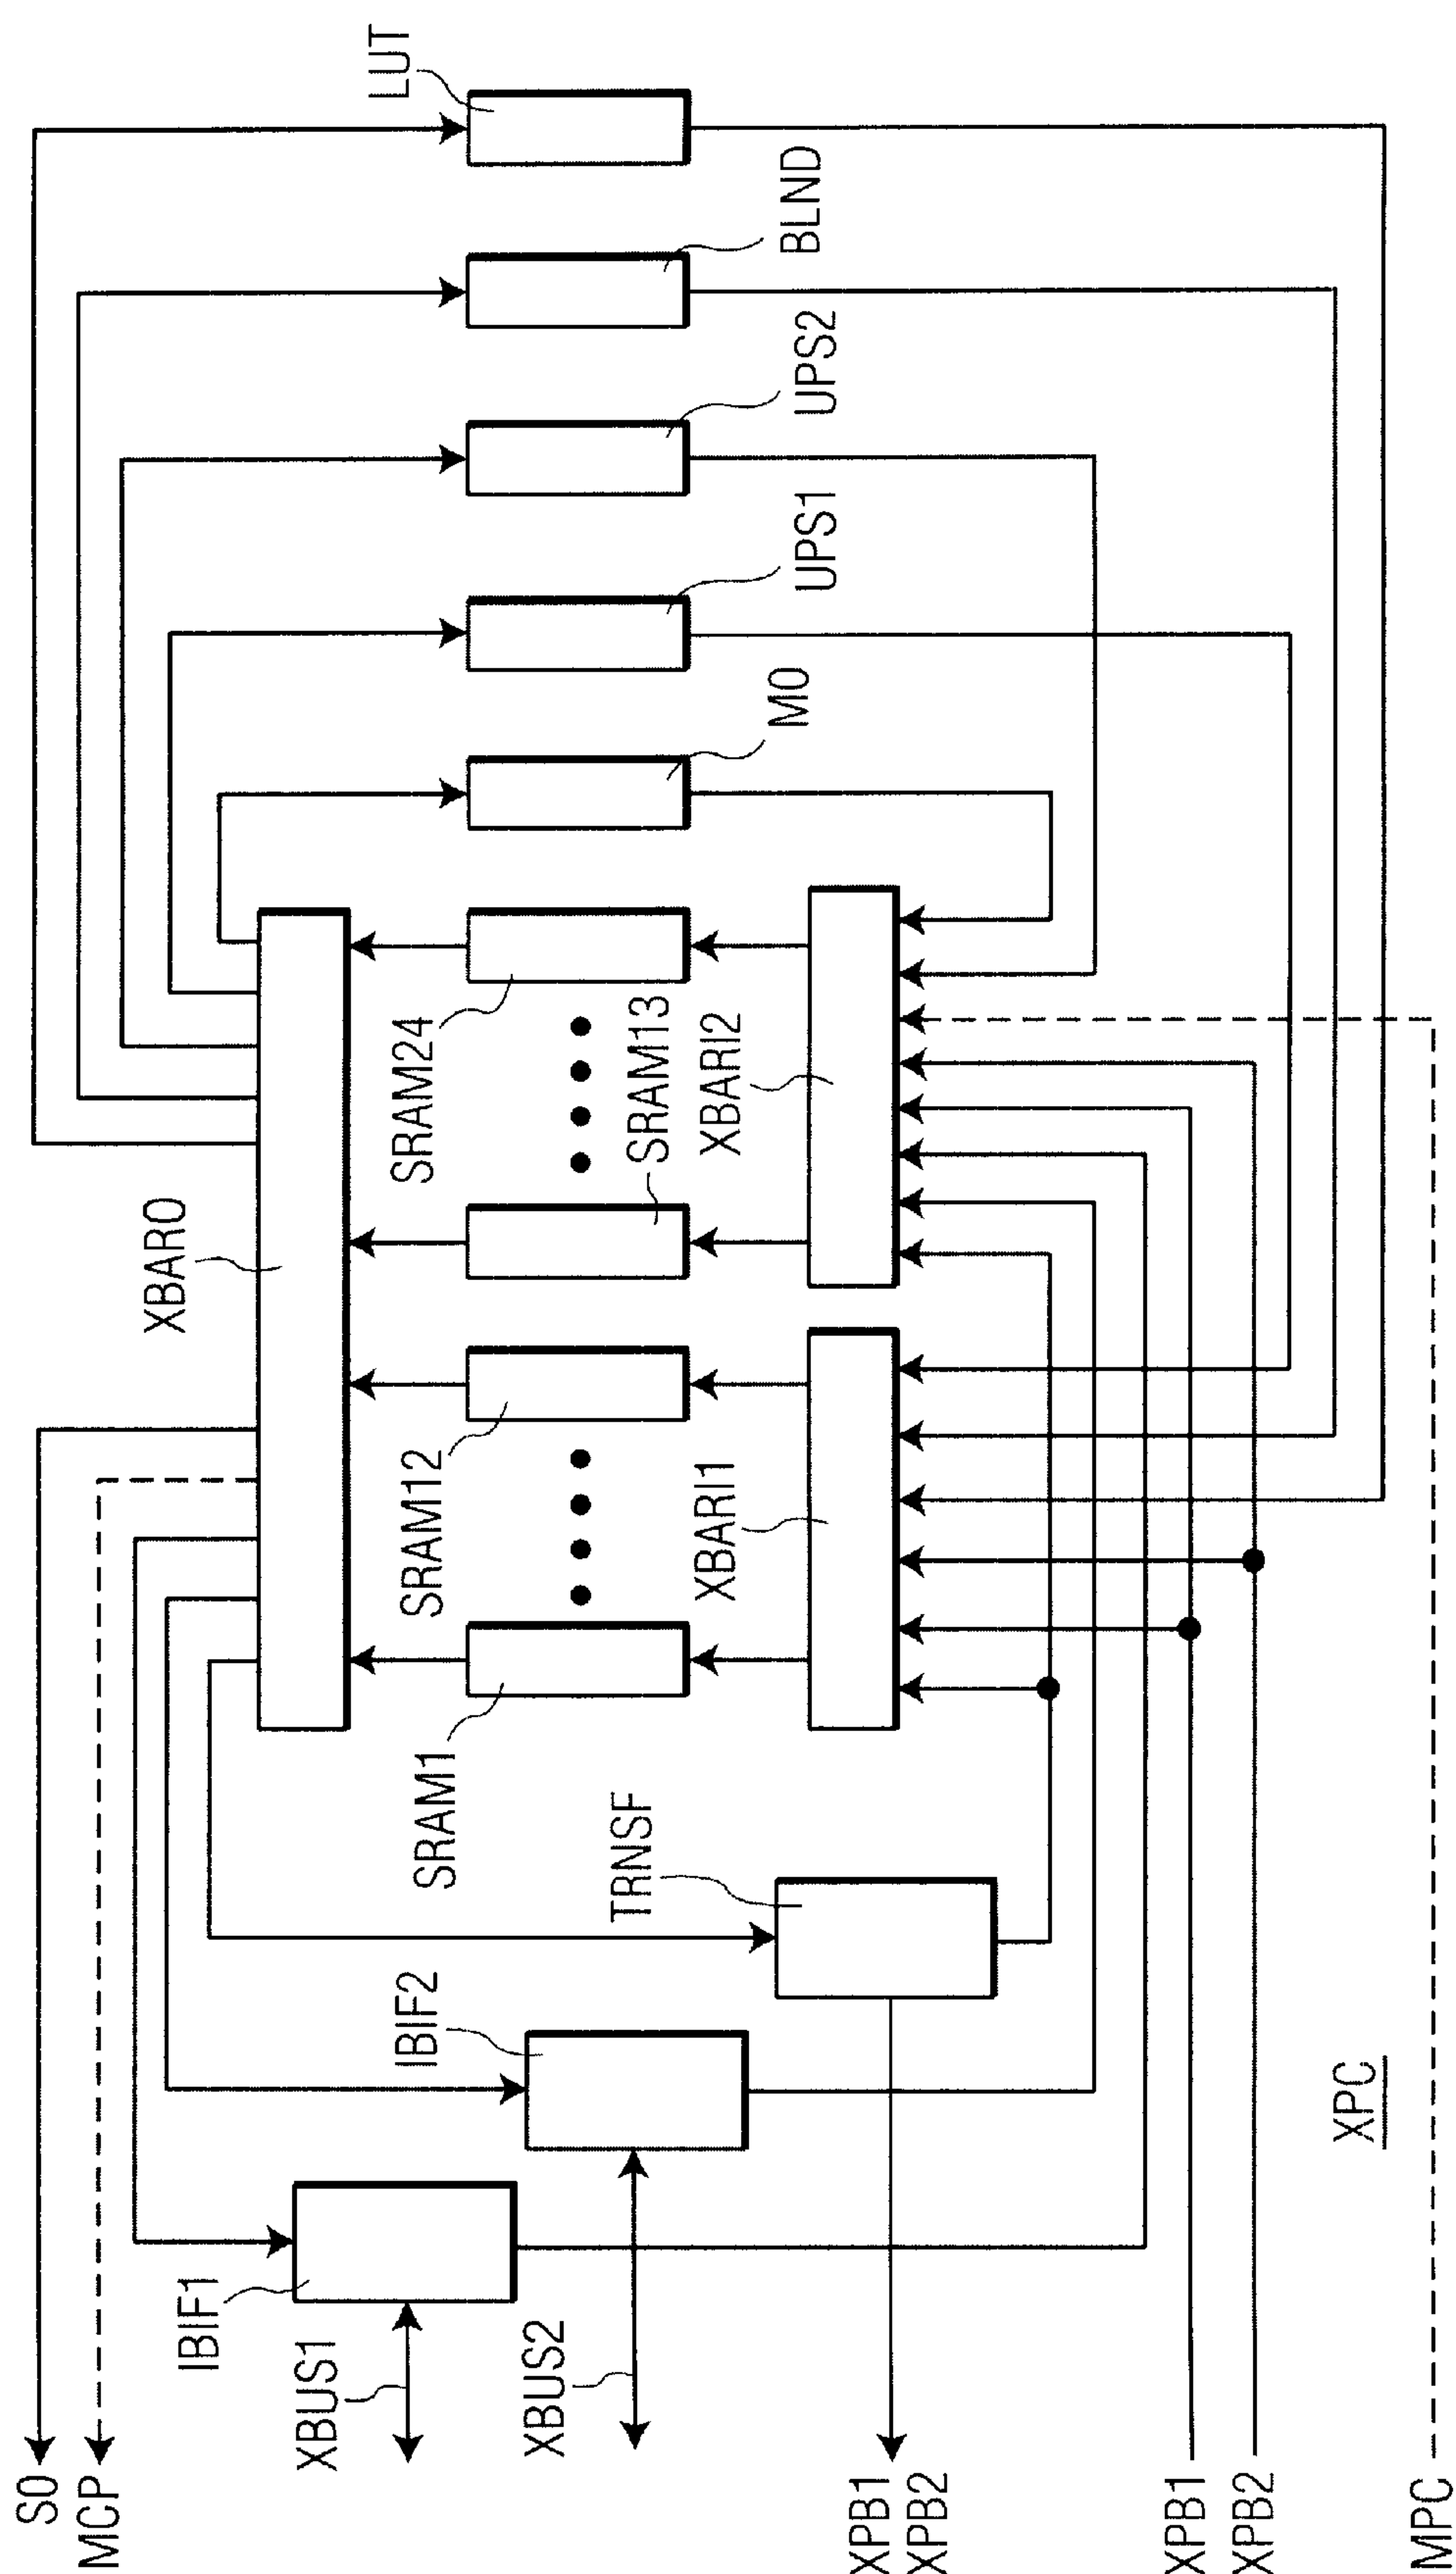 SO
MCP
XBARO
IBIF1
XBUS1
LUT
IBIF2
SRAM1
SRAM12
SRAM24
XBUS2
TRNSF
SRAM13
XBARI1
XBARI2
MO
UPS1
UPS2
BLND
XPB1
XPB2
XPB1
XPB2
XPC
MPC